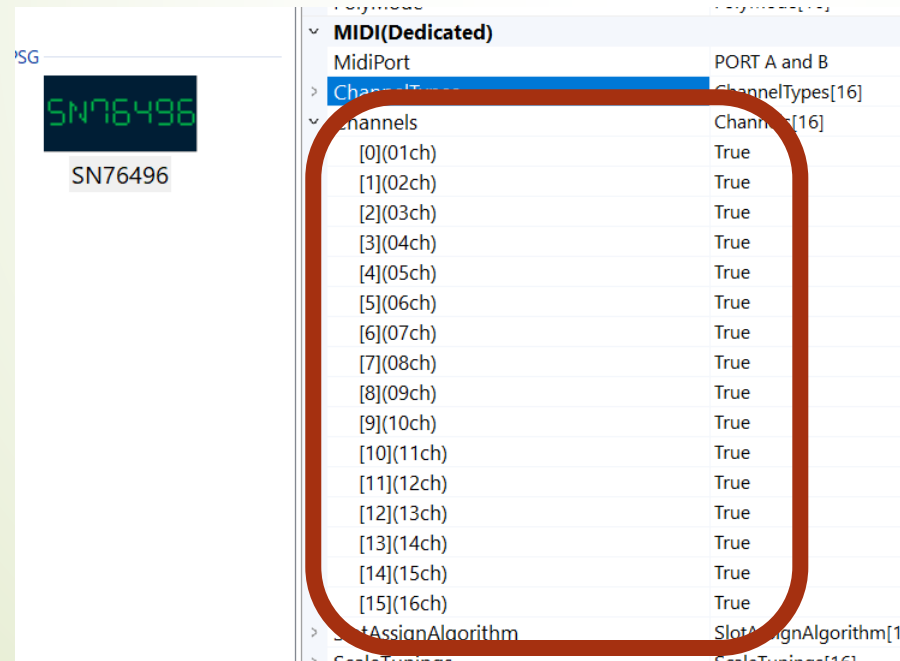 PSG
SN76496
SN76496
MIDI(Dedicated)
MidiPort PORT A and B
ChannelTypes[16]
Channels
[0](01ch) True
[1](02ch) True
[2](03ch) True
[3](04ch) True
[4](05ch) True
[5](06ch) True
[6](07ch) True
[7](08ch) True
[8](09ch) True
[9](10ch) True
[10](11ch) True
[11](12ch) True
[12](13ch) True
[13](14ch) True
[14](15ch) True
[15](16ch) True
SlotAssignAlgorithm SlotAssignAlgorithm[1